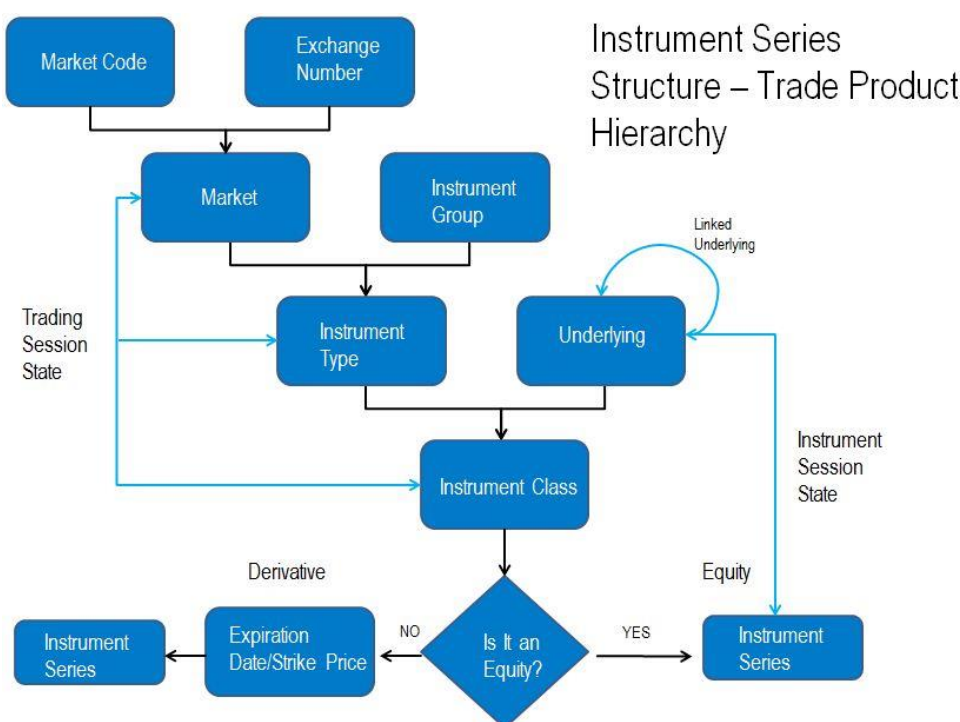 Instrument Series
Structure – Trade Product
Hierarchy
Market Code
Exchange
Number
Market
Instrument
Group
Linked
Underlying
Trading
Session
State
Instrument
Type
Underlying
Instrument
Session
State
Instrument Class
Derivative
Equity
Instrument
Series
Expiration
Date/Strike Price
NO
Is It an
Equity?
YES
Instrument
Series